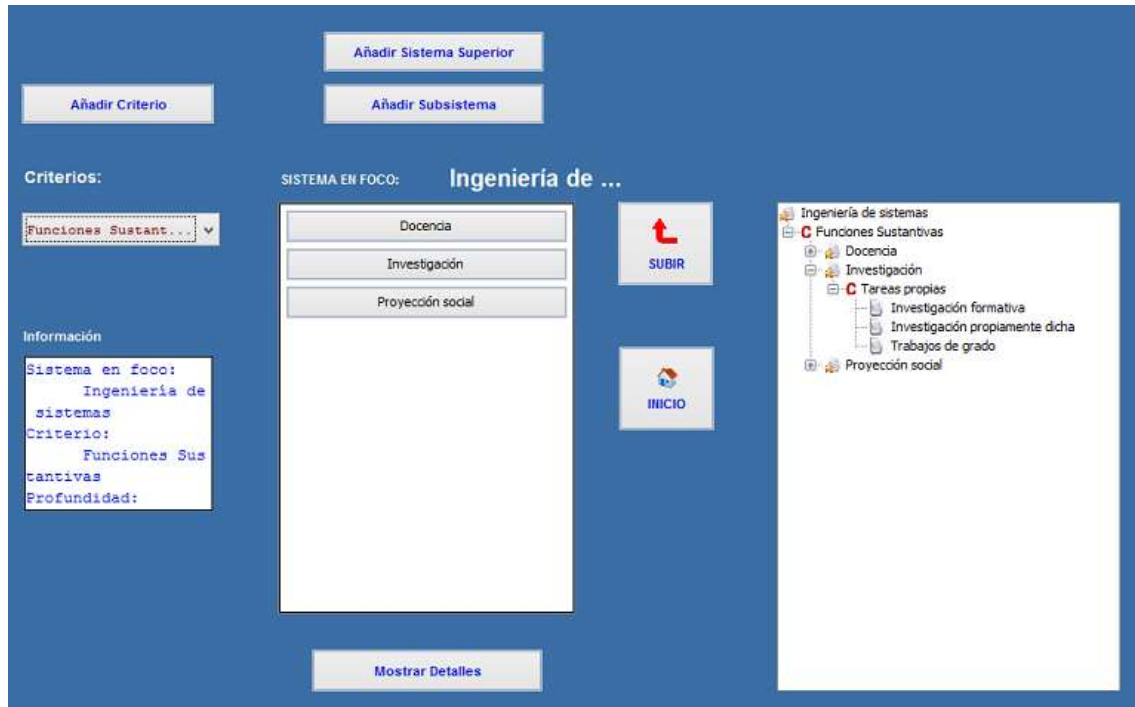 Añadir Sistema Superior
Añadir Criterio
Añadir Subsistema
Criterios:
SISTEMA EN FOCO:
Ingeniería de ...
Funciones Sustant...
Docencia
Investigación
Proyección social
SUBIR
Información
Sistema en foco:
Ingeniería de
sistemas
Criterio:
Funciones Sus
tantivas
Profundidad:
INICIO
Mostrar Detalles
Ingeniería de sistemas
C Funciones Sustantivas
Docencia
Investigación
C Tareas propias
Investigación formativa
Investigación propiamente dicha
Trabajos de grado
Proyección social